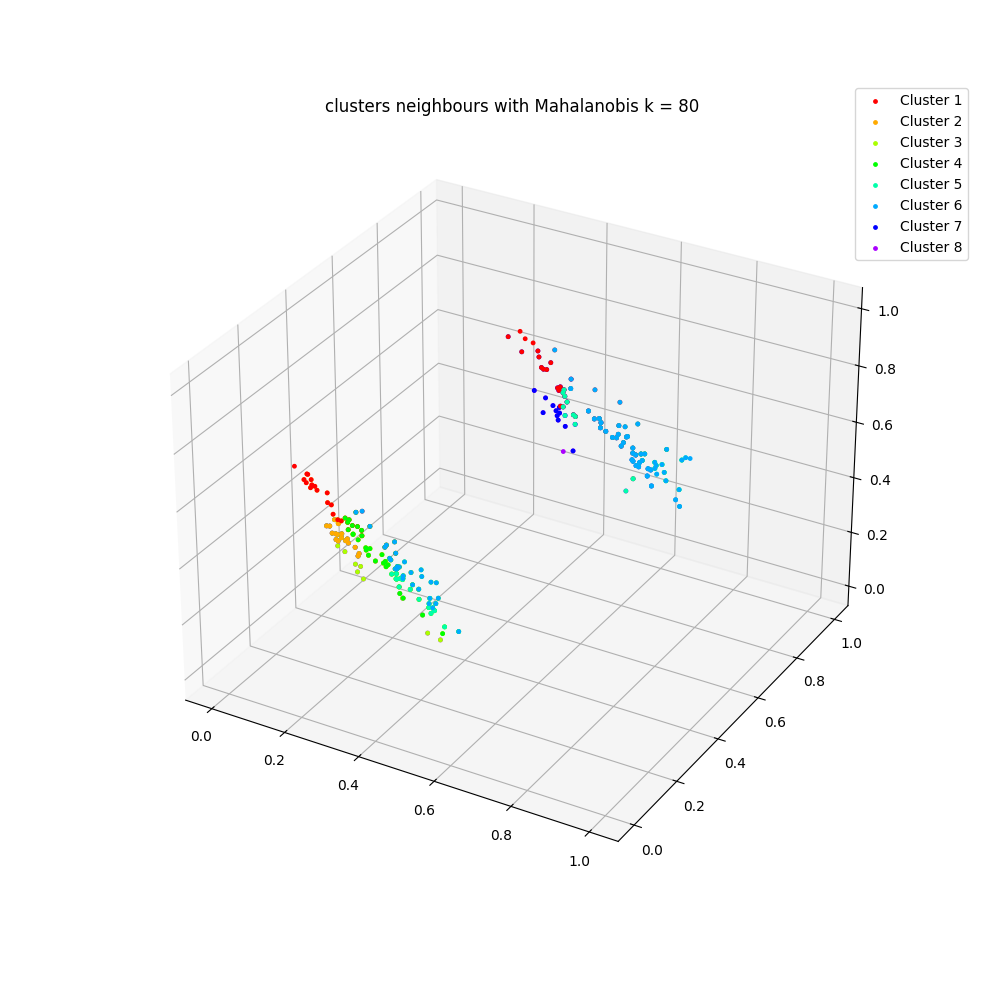 clusters neighbours with Mahalanobis k = 80
Cluster 1
Cluster 2
Cluster 3
Cluster 4
Cluster 5
Cluster 6
Cluster 7
Cluster 8
1.0
0.8
0.6
0.4
0.2
0.0
1.0
0.8
0.6
0.4
0.2
0.0
0.0
0.2
0.4
0.6
0.8
1.0